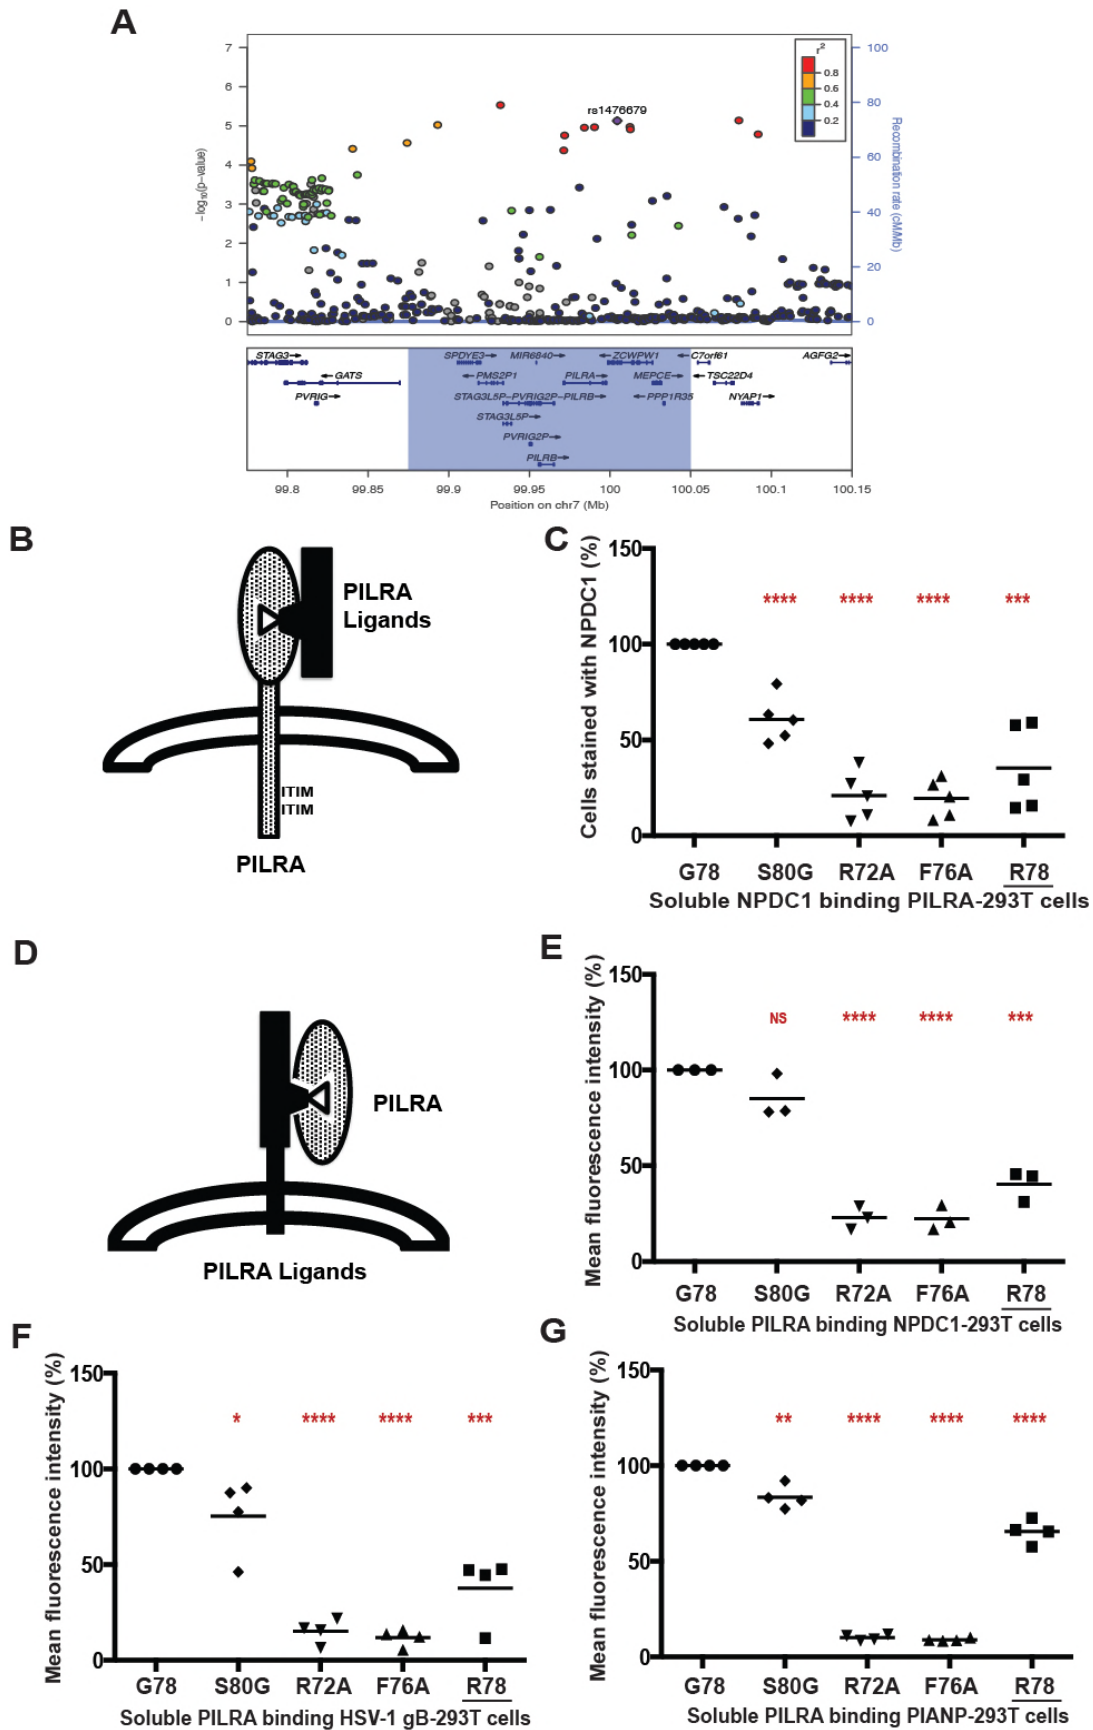 A
7
6
5
4
3
2
1
0
−log10(p−value)
rs1476679
r2
0.8
0.6
0.4
0.2
100
80
60
40
20
0
Recombination rate (cM/Mb)
STAG3
SPDYE3
MIR6840
ZCWPW1
C7orf61
AGFG2
GATS
PMS2P1
PILRA
MEPCE
TSC22D4
PVRIG
STAG3L5P−PVRIG2P−PILRB
PPP1R35
NYAP1
STAG3L5P
PVRIG2P
PILRB
99.8 99.85 99.9 99.95 100 100.05 100.1 100.15
Position on chr7 (Mb)
B
PILRA
Ligands
ITIM
ITIM
PILRA
C
Cells stained with NPDC1 (%)
150
100
50
0
**** **** **** ***
G78 S80G R72A F76A R78
Soluble NPDC1 binding PILRA-293T cells
D
PILRA
PILRA Ligands
E
Mean fluorescence intensity (%)
150
100
50
0
NS **** **** ***
G78 S80G R72A F76A R78
Soluble PILRA binding NPDC1-293T cells
F
Mean fluorescence intensity (%)
150
100
50
0
* **** **** ***
G78 S80G R72A F76A R78
Soluble PILRA binding HSV-1 gB-293T cells
G
Mean fluorescence intensity (%)
150
100
50
0
** **** **** ****
G78 S80G R72A F76A R78
Soluble PILRA binding PIANP-293T cells